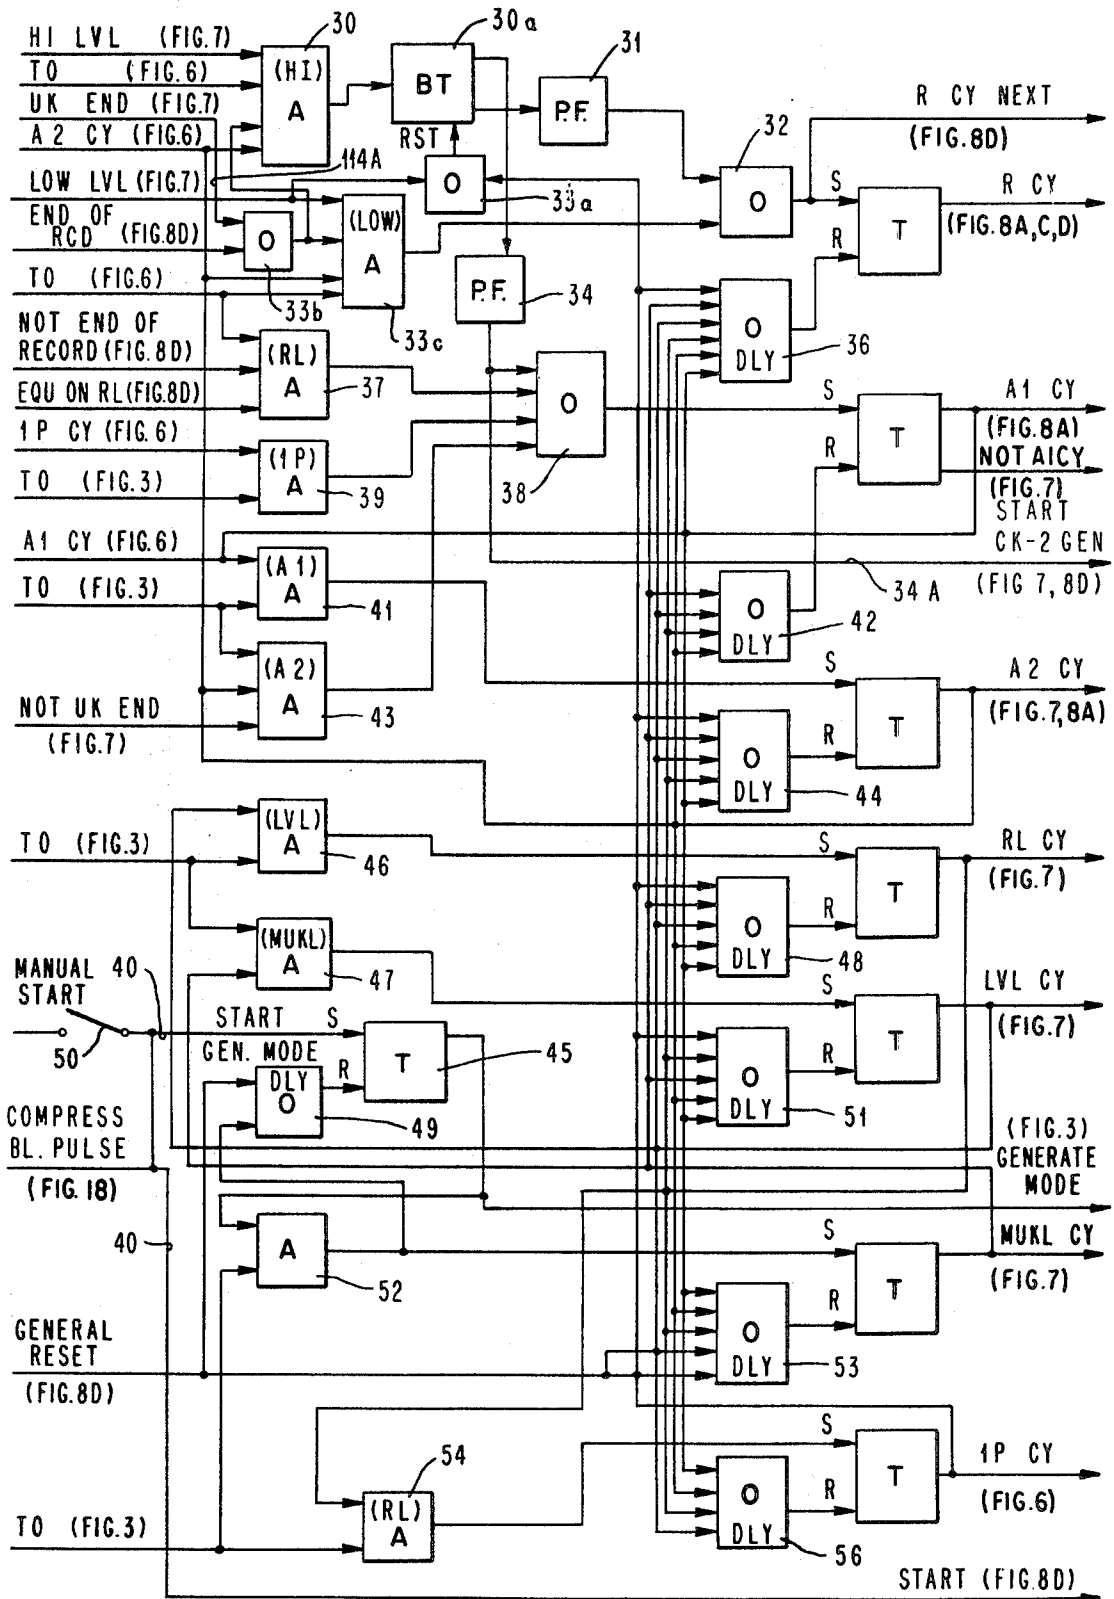 HI LVL (FIG.7)
TO (FIG.6)
UK END (FIG.7)
A2 CY (FIG.6)
114A
LOW LVL (FIG.7)
END OF RCD (FIG.8D)
TO (FIG.6)
NOT END OF
RECORD (FIG.8D)
EQU ON RL (FIG.8D)
1P CY (FIG.6)
TO (FIG.3)
A1 CY (FIG.6)
TO (FIG.3)
NOT UK END
(FIG.7)
TO (FIG.3)
MANUAL
START
40
50
COMPRESS
BL. PULSE
(FIG.18)
40
GENERAL
RESET
(FIG.8D)
TO (FIG.3)
30
(HI)
A
30a
BT
RST
31
P.F.
32
O
O
33a
O
33b
(LOW)
A
33c
P.F.
34
(RL)
A
37
(1P)
A
39
O
38
(A1)
A
41
(A2)
A
43
(LVL)
A
46
(MUKL)
A
47
START
GEN. MODE
S
R
T
45
DLY
O
49
A
52
54
(RL)
A
S
R
T
R CY NEXT
(FIG.8D)
R CY
(FIG.8A,C,D)
O
DLY
36
S
R
T
A1 CY
(FIG.8A)
NOT A1CY
(FIG.7)
START
CK-2 GEN
(FIG 7, 8D)
34A
O
DLY
42
S
R
T
A2 CY
(FIG.7,8A)
O
DLY
44
S
R
T
RL CY
(FIG.7)
O
DLY
48
S
R
T
LVL CY
(FIG.7)
O
DLY
51
(FIG.3)
GENERATE
MODE
S
R
T
MUKL CY
(FIG.7)
O
DLY
53
S
R
T
1P CY
(FIG.6)
O
DLY
56
START (FIG.8D)